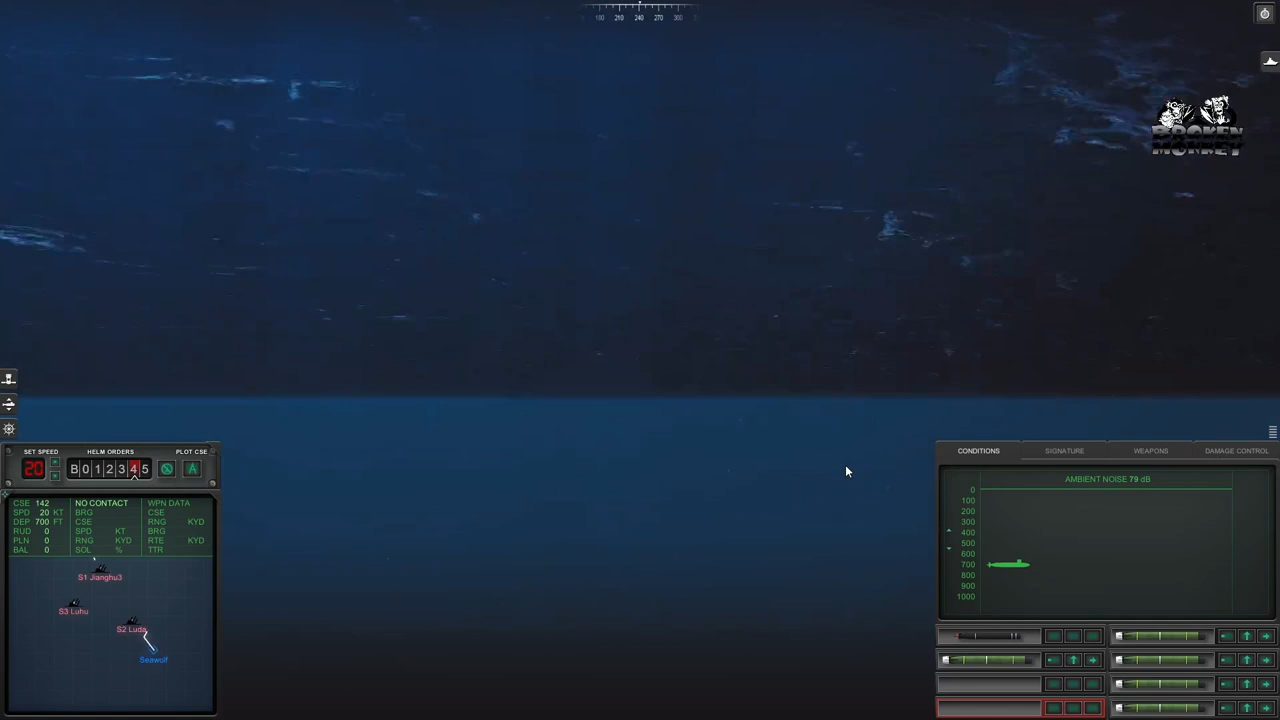 180 210 240 270 300
BROKEN
MONKEY
SET SPEED HELM ORDERS PLOT CSE
20 B 0 1 2 3 4 5 A
CSE 142 NO CONTACT WPN DATA
SPD 20 KT BRG CSE
DEP 700 FT CSE RNG KYD
RUD 0 SPD KT BRG
PLN 0 RNG KYD RTE KYD
BAL 0 SOL % TTR
S1 Jianghu3
S3 Luhu
S2 Luda
Seawolf
CONDITIONS SIGNATURE WEAPONS DAMAGE CONTROL
AMBIENT NOISE 79 dB
0
100
200
300
400
500
600
700
800
900
1000